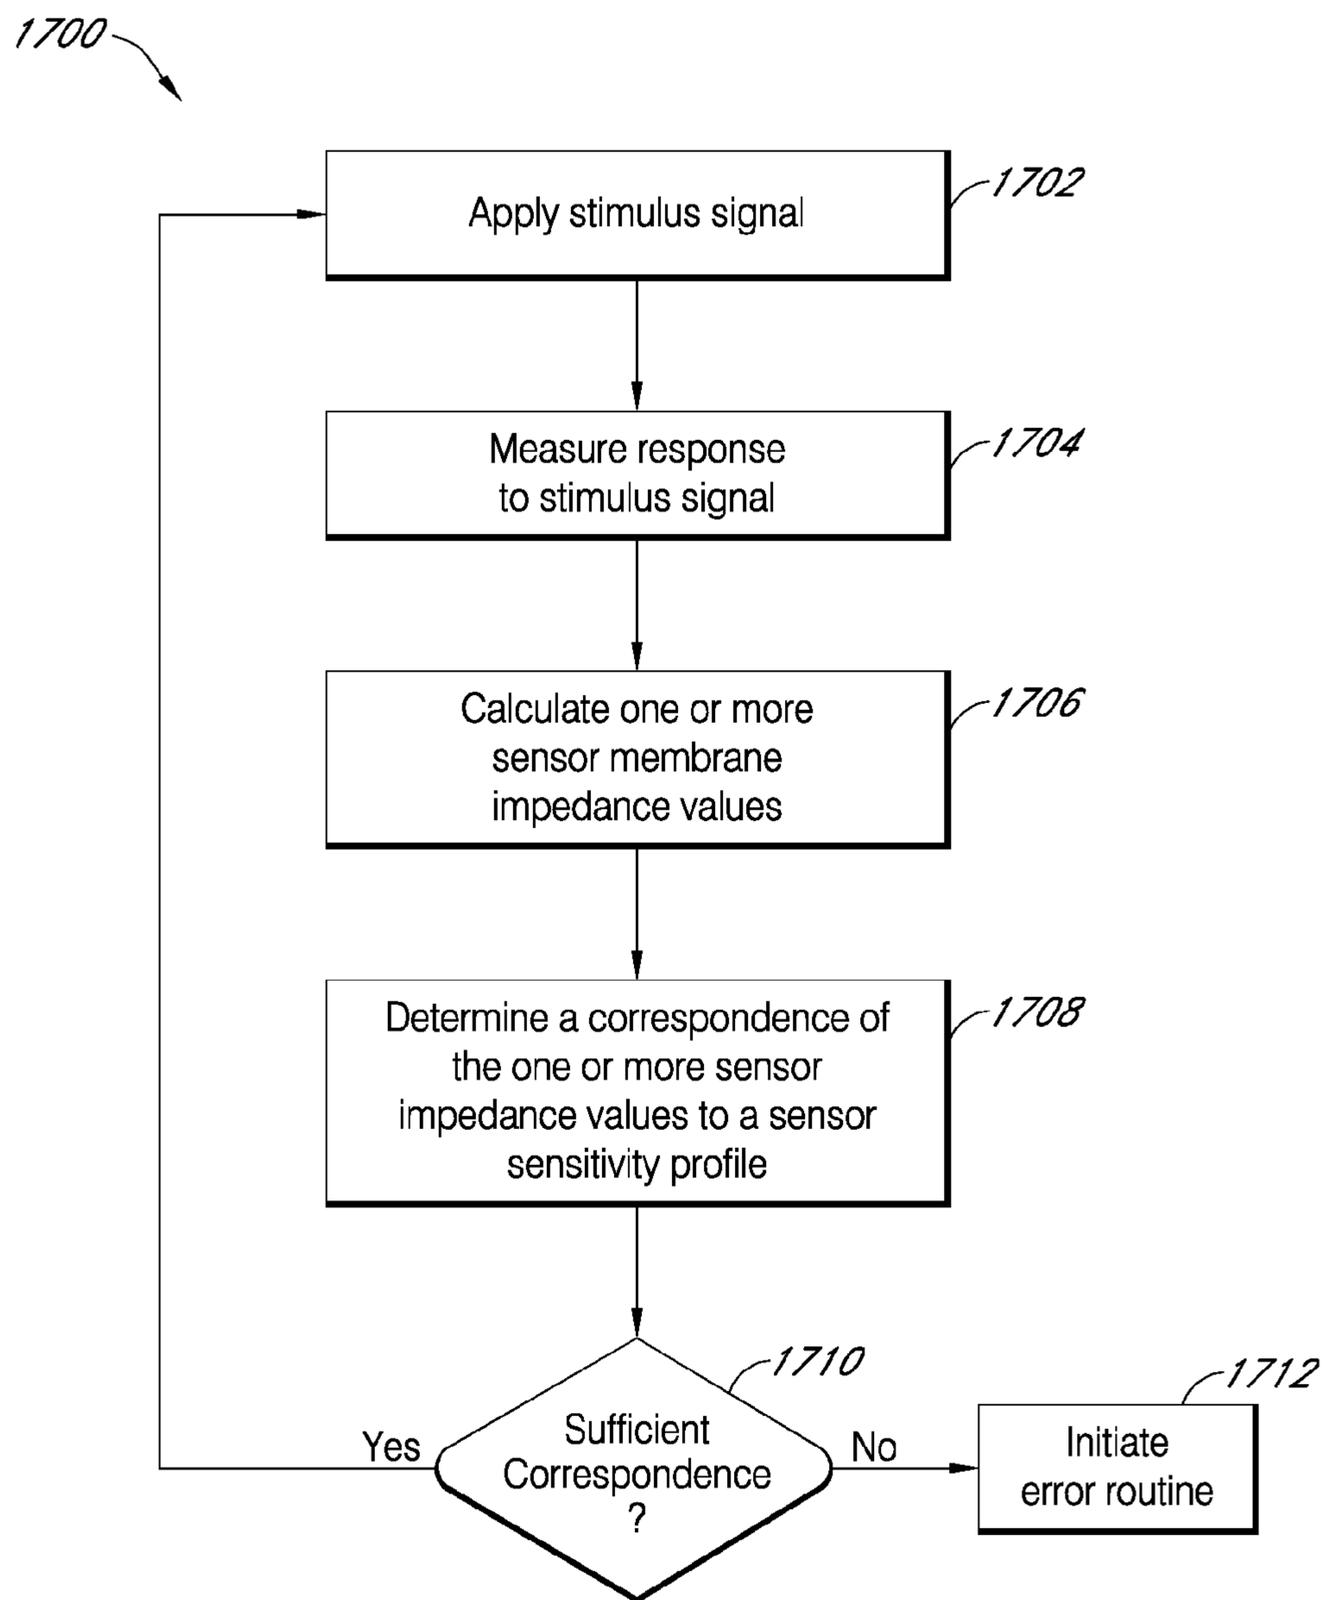 1700
Apply stimulus signal
1702
Measure response
to stimulus signal
1704
Calculate one or more
sensor membrane
impedance values
1706
Determine a correspondence of
the one or more sensor
impedance values to a sensor
sensitivity profile
1708
Sufficient
Correspondence
?
1710
Yes
No
Initiate
error routine
1712